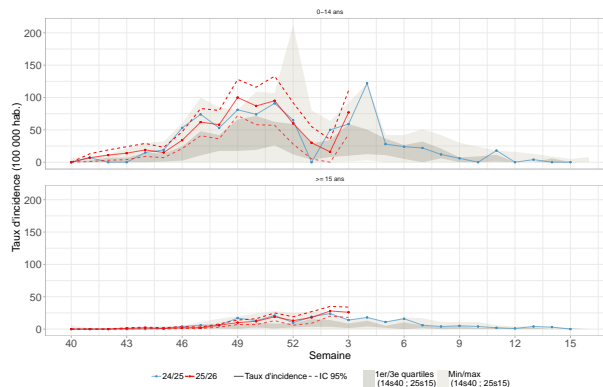 0−14 ans
200
150
100
50
0
>= 15 ans
200
150
100
50
0
40 43 46 49 52 3 6 9 12 15
Taux d'incidence (100 000 hab.)
Semaine
24/25 25/26 Taux d'incidence IC 95% 1er/3e quartiles Min/max
(14s40 ; 25s15) (14s40 ; 25s15)